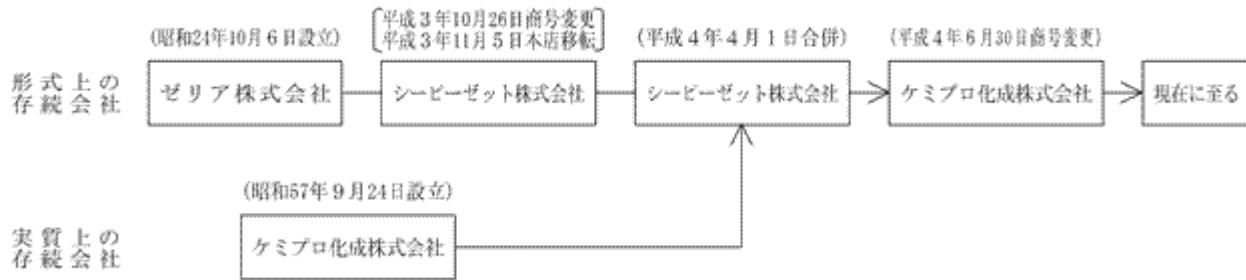 (昭和24年10月6日設立)
平成3年10月26日商号変更
平成3年11月5日本店移転
(平成4年4月1日合併)
(平成4年6月30日商号変更)
形式上の
存続会社
ゼリア株式会社
シーピーゼット株式会社
シーピーゼット株式会社
ケミプロ化成株式会社
現在に至る
(昭和57年9月24日設立)
実質上の
存続会社
ケミプロ化成株式会社